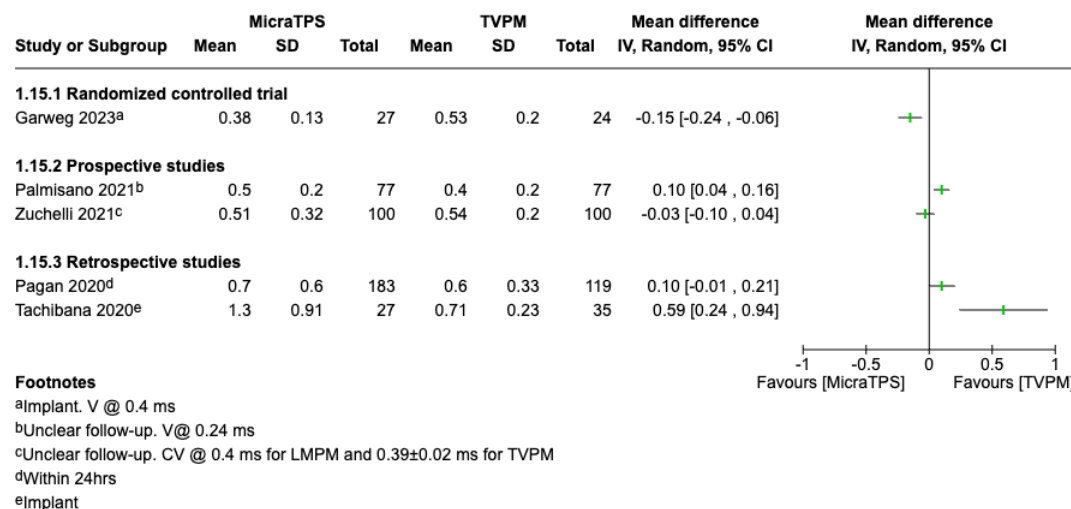 MicraTPS TVPM Mean difference Mean difference
Study or Subgroup Mean SD Total Mean SD Total IV, Random, 95% CI IV, Random, 95% CI
1.15.1 Randomized controlled trial
Garweg 2023a 0.38 0.13 27 0.53 0.2 24 -0.15 [-0.24 , -0.06]
1.15.2 Prospective studies
Palmisano 2021b 0.5 0.2 77 0.4 0.2 77 0.10 [0.04 , 0.16]
Zuchelli 2021c 0.51 0.32 100 0.54 0.2 100 -0.03 [-0.10 , 0.04]
1.15.3 Retrospective studies
Pagan 2020d 0.7 0.6 183 0.6 0.33 119 0.10 [-0.01 , 0.21]
Tachibana 2020e 1.3 0.91 27 0.71 0.23 35 0.59 [0.24 , 0.94]
-1 -0.5 0 0.5 1
Favours [MicraTPS] Favours [TVPM]
Footnotes
aImplant. V @ 0.4 ms
bUnclear follow-up. V@ 0.24 ms
cUnclear follow-up. CV @ 0.4 ms for LMPM and 0.39±0.02 ms for TVPM
dWithin 24hrs
eImplant